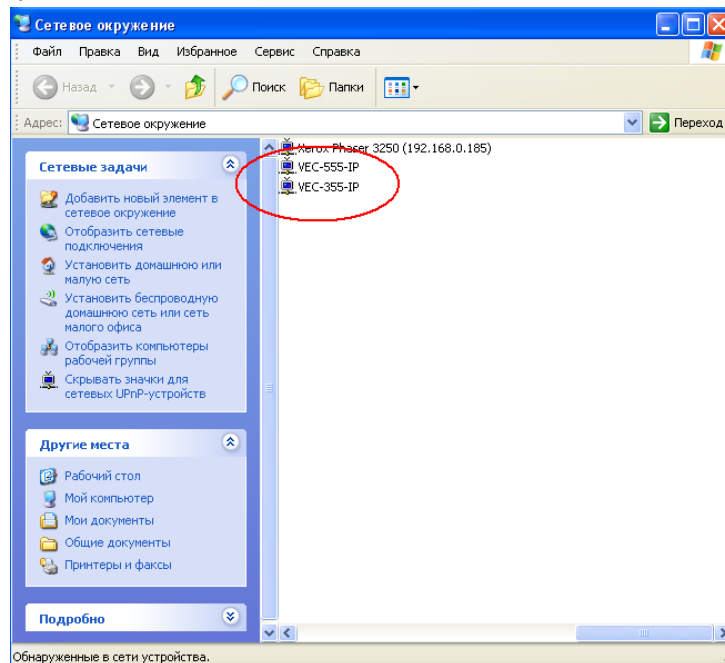 Сетевое окружение
Файл Правка Вид Избранное Сервис Справка
Назад Поиск Папки
Адрес: Сетевое окружение Переход
Xerox Phaser 3250 (192.168.0.185)
VEC-555-IP
VEC-355-IP
Сетевые задачи
Добавить новый элемент в
сетевое окружение
Отобразить сетевые
подключения
Установить домашнюю или
малую сеть
Установить беспроводную
домашнюю сеть или сеть
малого офиса
Отобразить компьютеры
рабочей группы
Скрывать значки для
сетевых UPnP-устройств
Другие места
Рабочий стол
Мой компьютер
Мои документы
Общие документы
Принтеры и факсы
Подробно
Обнаруженные в сети устройства.